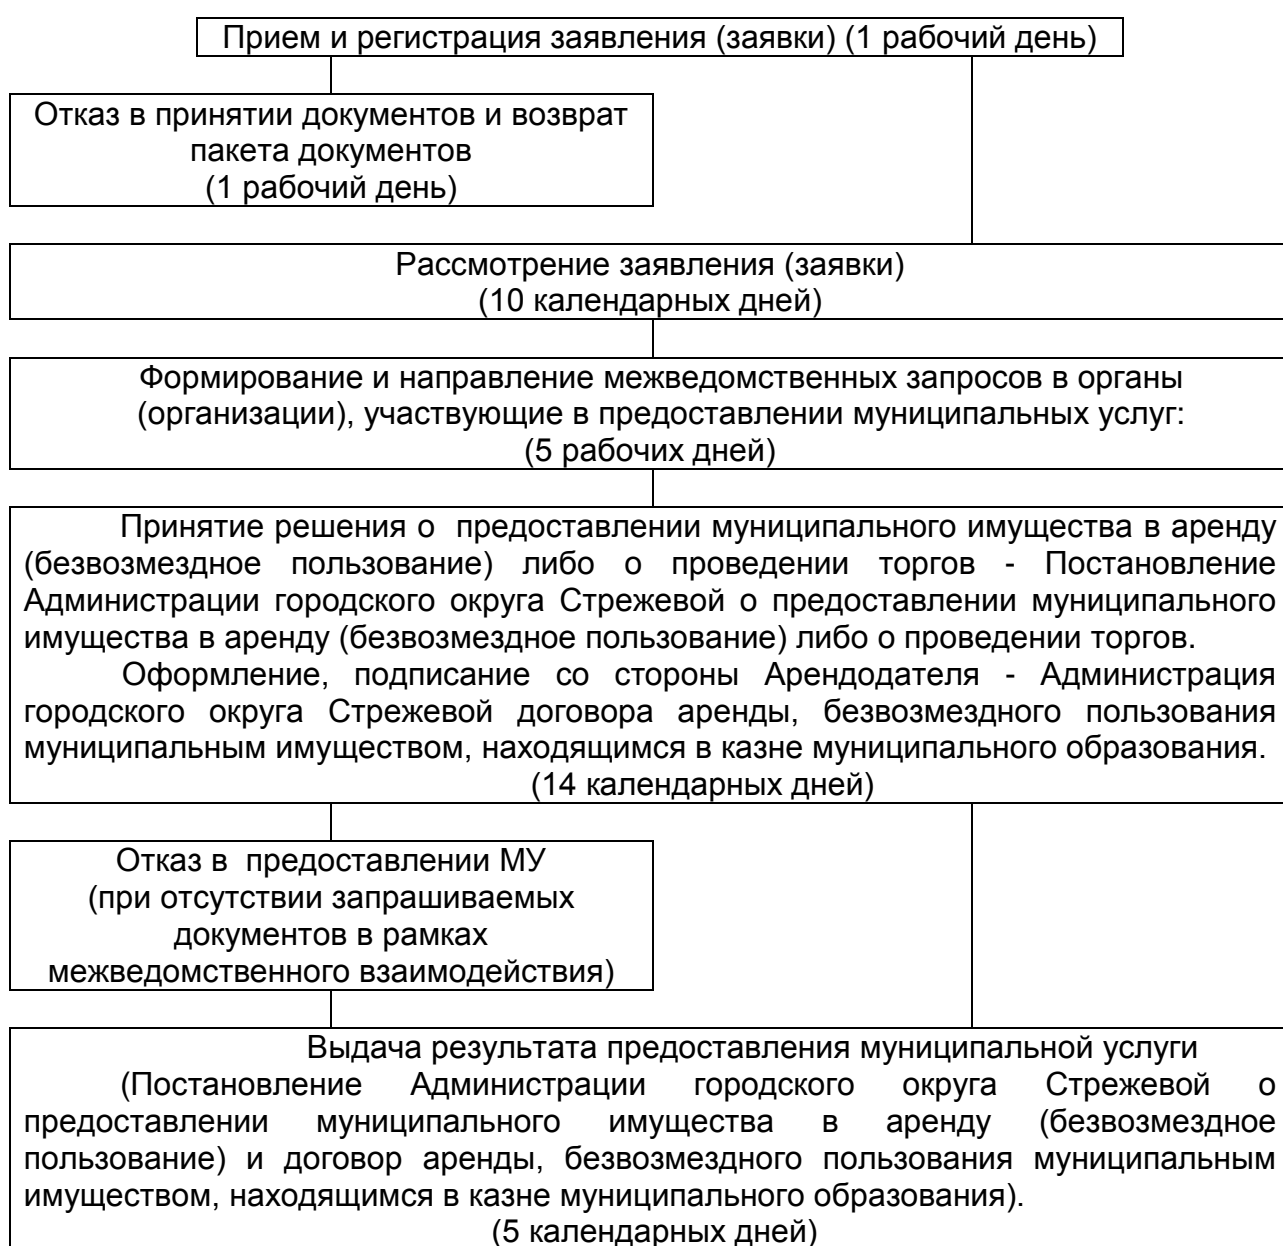 Прием и регистрация заявления (заявки) (1 рабочий день)
Отказ в принятии документов и возврат
пакета документов
(1 рабочий день)
Рассмотрение заявления (заявки)
(10 календарных дней)
Формирование и направление межведомственных запросов в органы
(организации), участвующие в предоставлении муниципальных услуг:
(5 рабочих дней)
Принятие решения о предоставлении муниципального имущества в аренду
(безвозмездное пользование) либо о проведении торгов - Постановление
Администрации городского округа Стрежевой о предоставлении муниципального
имущества в аренду (безвозмездное пользование) либо о проведении торгов.
Оформление, подписание со стороны Арендодателя - Администрация
городского округа Стрежевой договора аренды, безвозмездного пользования
муниципальным имуществом, находящимся в казне муниципального образования.
(14 календарных дней)
Отказ в предоставлении МУ
(при отсутствии запрашиваемых
документов в рамках
межведомственного взаимодействия)
Выдача результата предоставления муниципальной услуги
(Постановление Администрации городского округа Стрежевой о
предоставлении муниципального имущества в аренду (безвозмездное
пользование) и договор аренды, безвозмездного пользования муниципальным
имуществом, находящимся в казне муниципального образования).
(5 календарных дней)